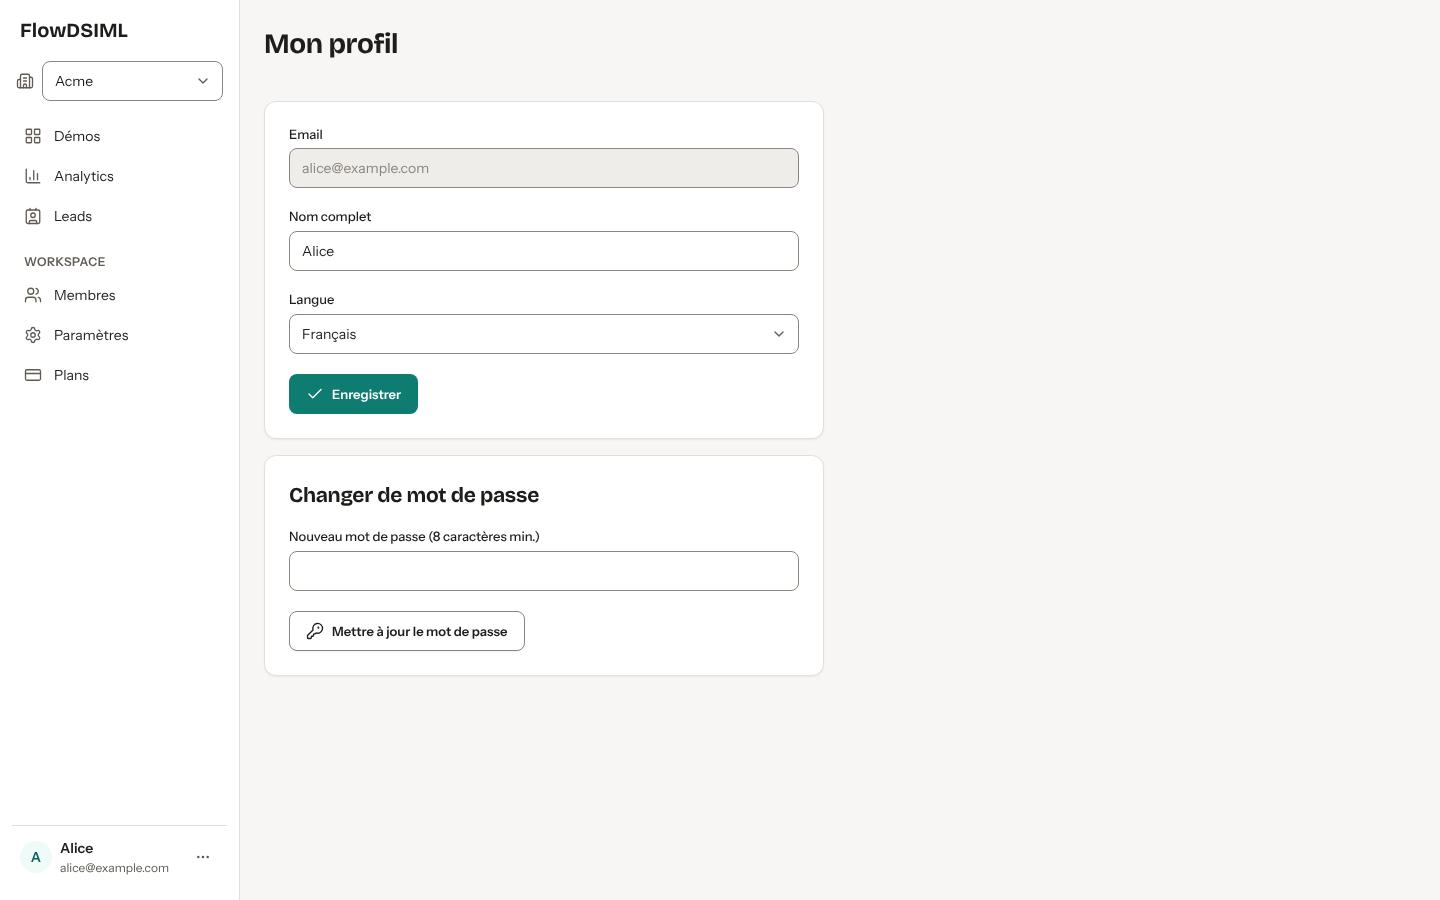 FlowDSIML
Acme
Démos
Analytics
Leads
WORKSPACE
Membres
Paramètres
Plans
A
Alice
alice@example.com
Mon profil
Email
alice@example.com
Nom complet
Alice
Langue
Français
Enregistrer
Changer de mot de passe
Nouveau mot de passe (8 caractères min.)
Mettre à jour le mot de passe